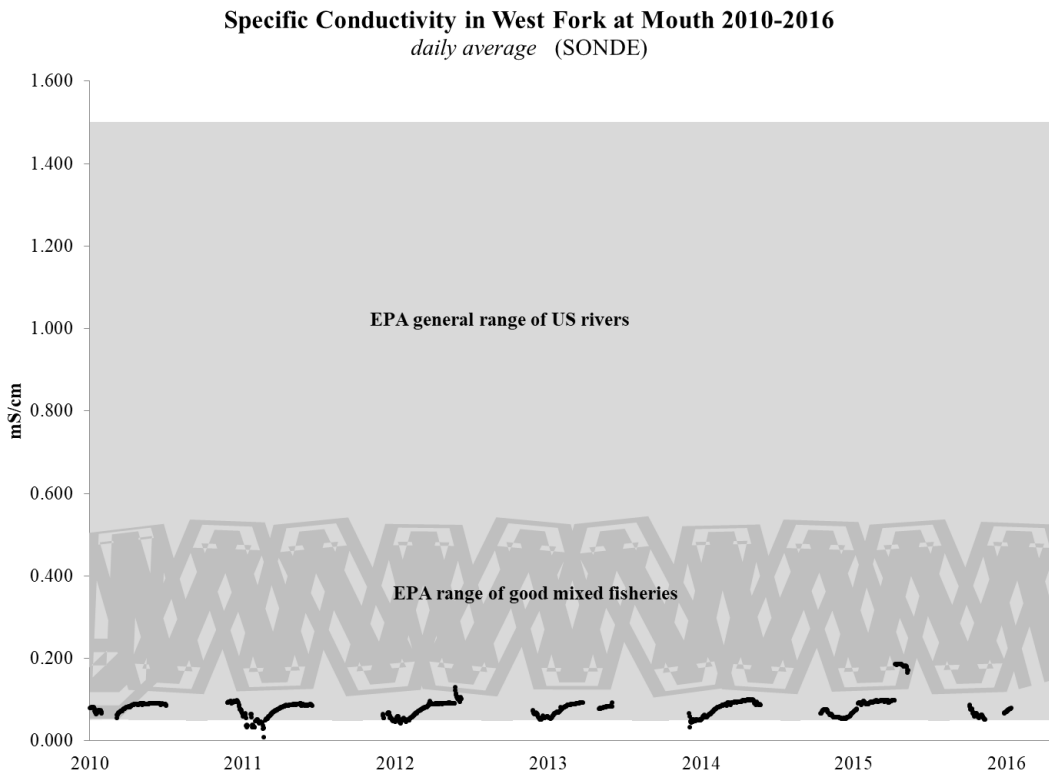 Specific Conductivity in West Fork at Mouth 2010-2016
daily average (SONDE)
1.600
1.400
1.200
EPA general range of US rivers
1.000
mS/cm
0.800
0.600
0.400
EPA range of good mixed fisheries
0.200
0.000
2010 2011 2012 2013 2014 2015 2016